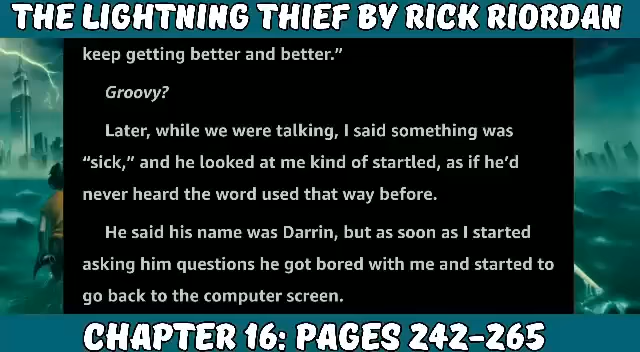 THE LIGHTNING THIEF BY RICK RIORDAN
keep getting better and better.”
Groovy?
Later, while we were talking, I said something was
“sick,” and he looked at me kind of startled, as if he’d
never heard the word used that way before.
He said his name was Darrin, but as soon as I started
asking him questions he got bored with me and started to
go back to the computer screen.
CHAPTER 16: PAGES 242-265